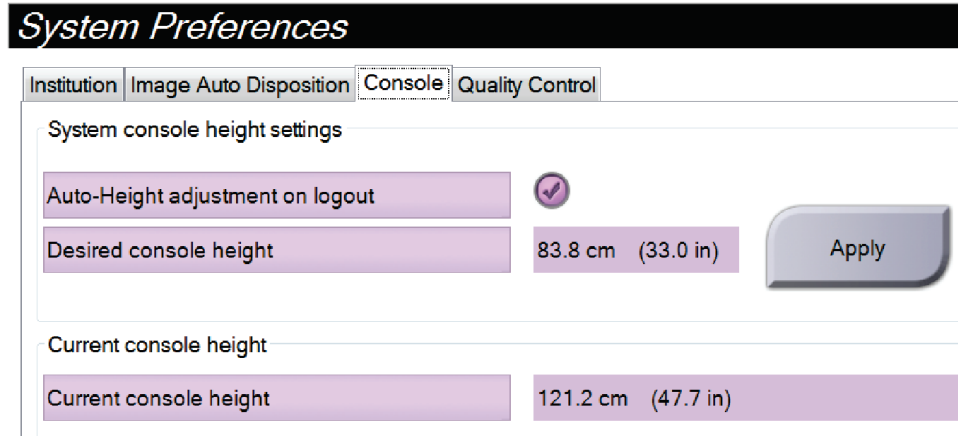 System Preferences
Institution Image Auto Disposition Console Quality Control
System console height settings
Auto-Height adjustment on logout
Desired console height 83.8 cm (33.0 in) Apply
Current console height
Current console height 121.2 cm (47.7 in)